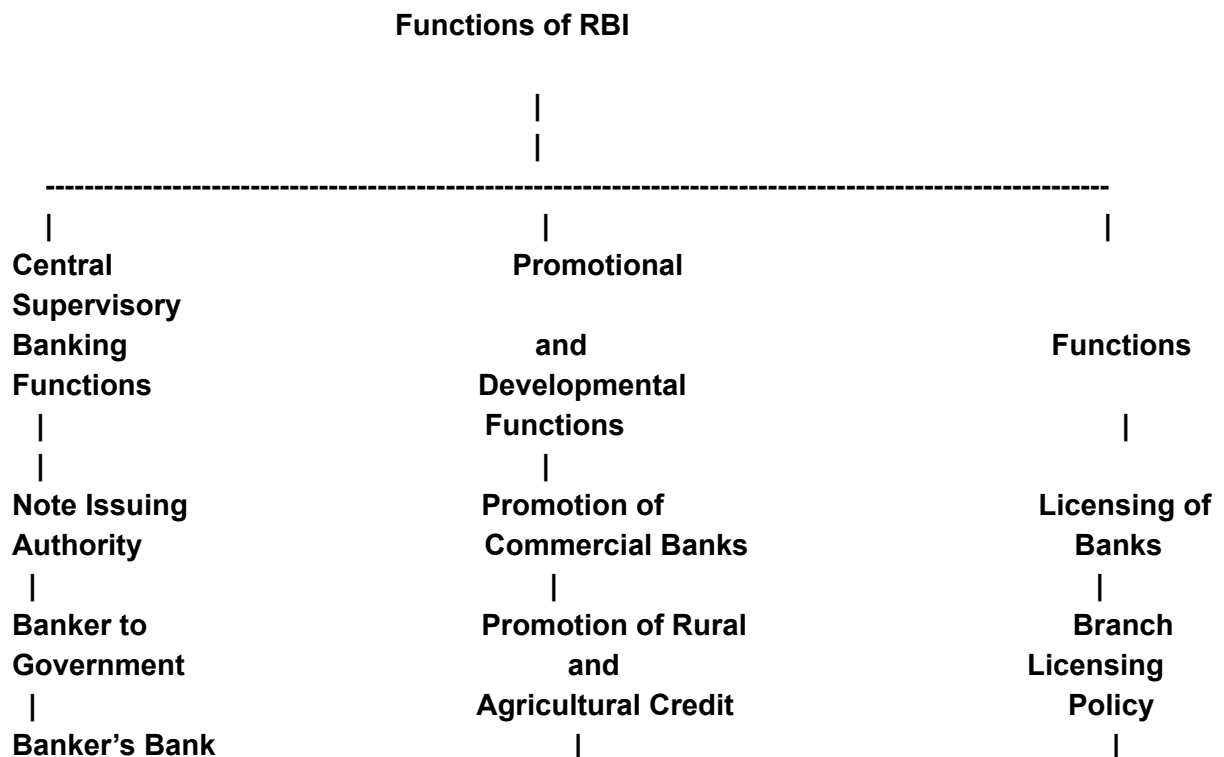 Functions of RBI
|
|
--------------------------------------------------------------------------------------------------------------
| | |
Central Promotional
Supervisory
Banking and Functions
Functions Developmental
| Functions |
| |
Note Issuing Promotion of Licensing of
Authority Commercial Banks Banks
| | |
Banker to Promotion of Rural Branch
Government and Licensing
| Agricultural Credit Policy
Banker’s Bank | |